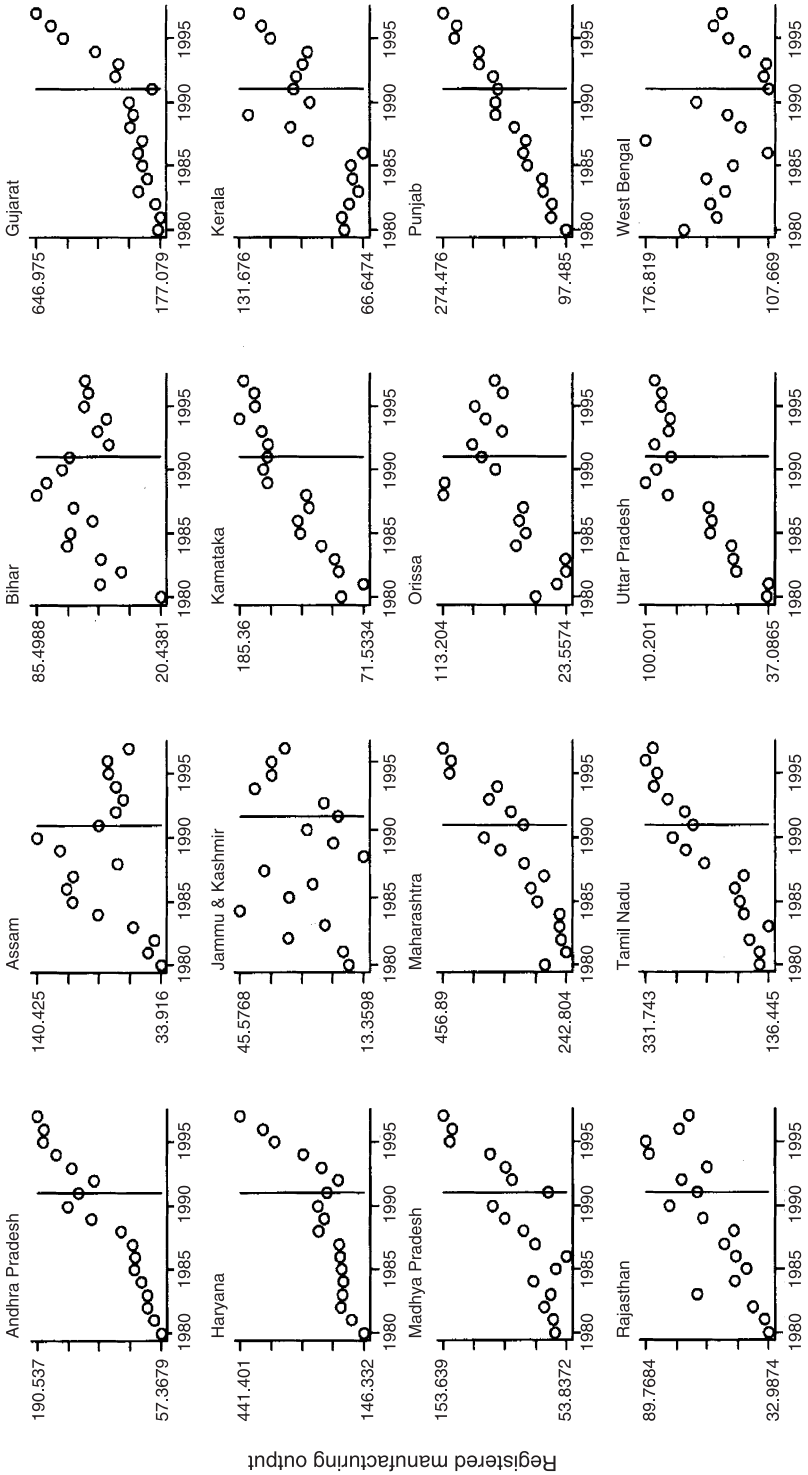 Registered manufacturing output
Andhra Pradesh Assam Bihar Gujarat
190.537 140.425 85.4988 646.975
57.3679 33.916 20.4381 177.079
1980 1985 1990 1995 1980 1985 1990 1995 1980 1985 1990 1995 1980 1985 1990 1995
Haryana Jammu & Kashmir Kamataka Kerala
441.401 45.5768 185.36 131.676
146.332 13.3598 71.5334 66.6474
1980 1985 1990 1995 1980 1985 1990 1995 1980 1985 1990 1995 1980 1985 1990 1995
Madhya Pradesh Maharashtra Orissa Punjab
153.639 456.89 113.204 274.476
53.8372 242.804 23.5574 97.485
1980 1985 1990 1995 1980 1985 1990 1995 1980 1985 1990 1995 1980 1985 1990 1995
Rajasthan Tamil Nadu Uttar Pradesh West Bengal
89.7684 331.743 100.201 176.819
32.9874 136.445 37.0865 107.669
1980 1985 1990 1995 1980 1985 1990 1995 1980 1985 1990 1995 1980 1985 1990 1995